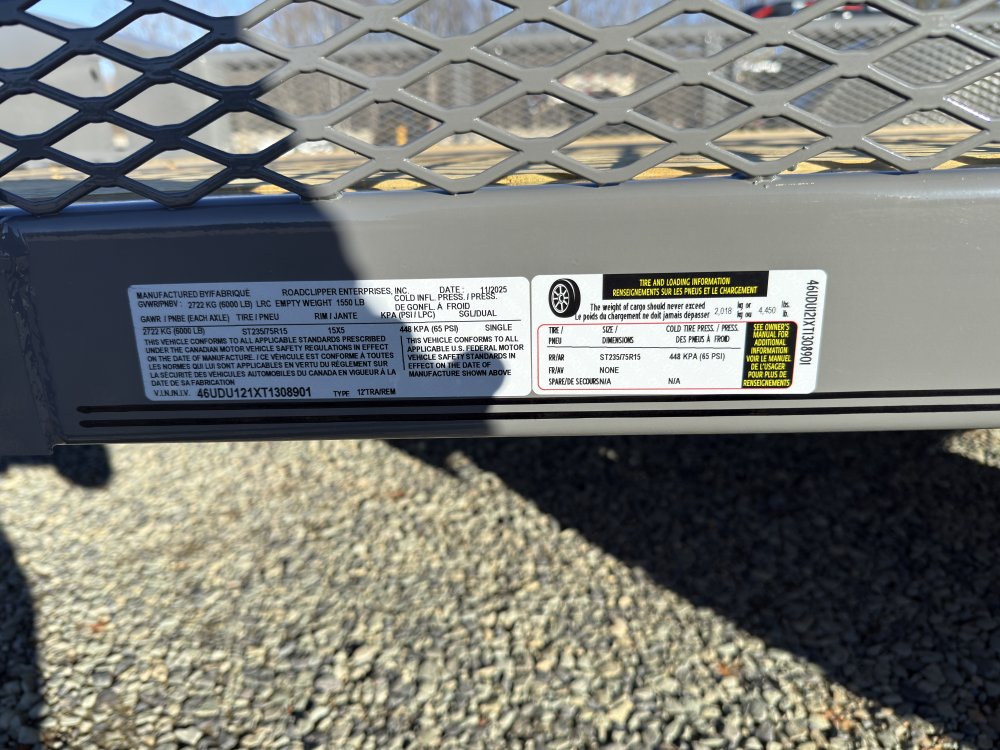 MANUFACTURED BY/FABRIQUÉ ROADCLIPPER ENTERPRISES, INC. DATE: 11/2025
GVWR/PNBV: 2722 KG (6000 LB) LRC EMPTY WEIGHT 1550 LB COLD INFL. PRESS. / PRESS.
DE GONFL. À FROID
GAWR / PNBE (EACH AXLE) TIRE / PNEU RIM / JANTE KPA (PSI / LPC) SGL/DUAL
2722 KG (6000 LB) ST235/75R15 15X5 448 KPA (65 PSI) SINGLE
THIS VEHICLE CONFORMS TO ALL APPLICABLE STANDARDS PRESCRIBED
UNDER THE CANADIAN MOTOR VEHICLE SAFETY REGULATIONS IN EFFECT
ON THE DATE OF MANUFACTURE. / CE VÉHICULE EST CONFORME À TOUTES
LES NORMES QUI LUI SONT APPLICABLES EN VERTU DU RÈGLEMENT SUR
LA SÉCURITÉ DES VÉHICULES AUTOMOBILES DU CANADA EN VIGUEUR À LA
DATE DE SA FABRICATION
THIS VEHICLE CONFORMS TO ALL
APPLICABLE U.S. FEDERAL MOTOR
VEHICLE SAFETY STANDARDS IN
EFFECT ON THE DATE OF
MANUFACTURE SHOWN ABOVE
V.I.N./N.I.V. 46UDU121XT1308901 TYPE 12'TRA/REM
TIRE AND LOADING INFORMATION
RENSEIGNEMENTS SUR LES PNEUS ET LE CHARGEMENT
The weight of cargo should never exceed kg or lbs.
Le poids du chargement ne doit jamais depasser 2,018 kg ou 4,450 lb.
TIRE / SIZE / COLD TIRE PRESS. / PRESS.
PNEU DIMENSIONS DES PNEUS À FROID
RR/AR ST235/75R15 448 KPA (65 PSI)
FR/AV NONE
SPARE/DE SECOURS N/A N/A
SEE OWNER'S
MANUAL FOR
ADDITIONAL
INFORMATION
VOIR LE MANUEL
DE L'USAGER
POUR PLUS DE
RENSEIGNEMENTS
46UDU121XT1308901